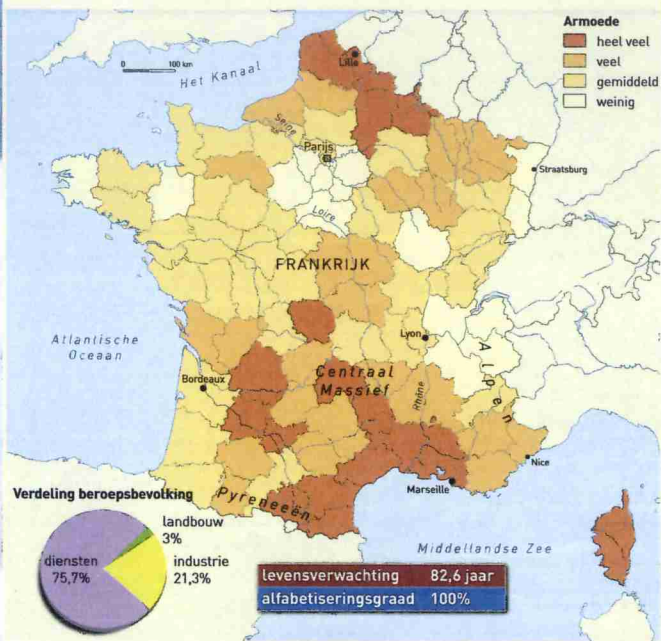 Armoede
heel veel
veel
gemiddeld
weinig
0 100 km
Het Kanaal
Lille
Seine
Parijs
Straatsburg
Loire
FRANKRIJK
Atlantische
Oceaan
Lyon
Alpen
Centraal
Massief
Rhône
Bordeaux
Nice
Marseille
Pyreneeën
Middellandse Zee
Verdeling beroepsbevolking
landbouw
3%
diensten
75,7%
industrie
21,3%
levensverwachting 82,6 jaar
alfabetiseringsgraad 100%